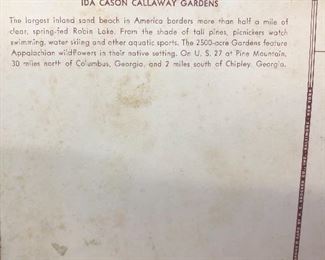 IDA CASON CALLAWAY GARDENS
The largest inland sand beach in America borders more than half a mile of
clear, spring-fed Robin Lake. From the shade of tall pines, picnickers watch
swimming, water skiing and other aquatic sports. The 2500-acre Gardens feature
Appalachian wildflowers in their native setting. On U. S. 27 at Pine Mountain,
30 miles north of Columbus, Georgia, and 2 miles south of Chipley, Georgia.